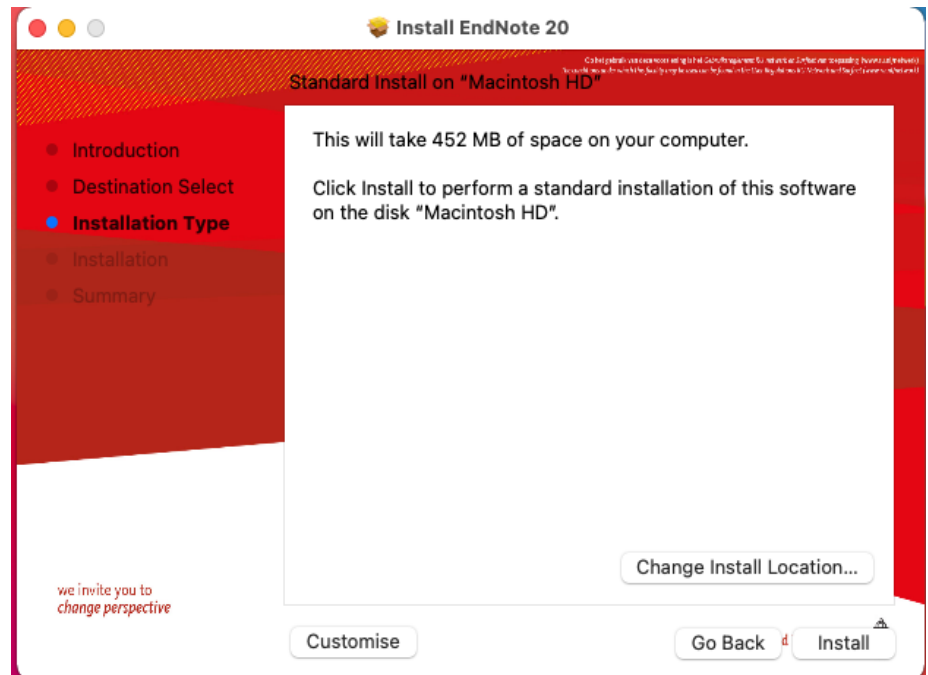 Install EndNote 20
Standard Install on “Macintosh HD”
Introduction
Destination Select
Installation Type
Installation
Summary
This will take 452 MB of space on your computer.
Click Install to perform a standard installation of this software
on the disk “Macintosh HD”.
Change Install Location...
we invite you to
change perspective
Customise
Go Back
d
Install